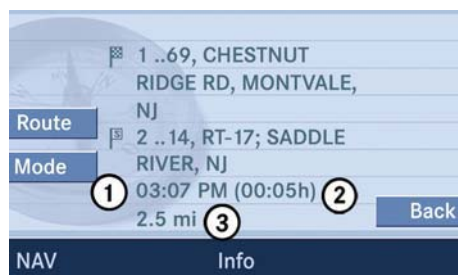 1 ..69, CHESTNUT
RIDGE RD, MONTVALE,
NJ
Route
S 2 ..14, RT-17; SADDLE
Mode
RIVER, NJ
1 03:07 PM (00:05h) 2
2.5 mi 3
Back
NAV Info